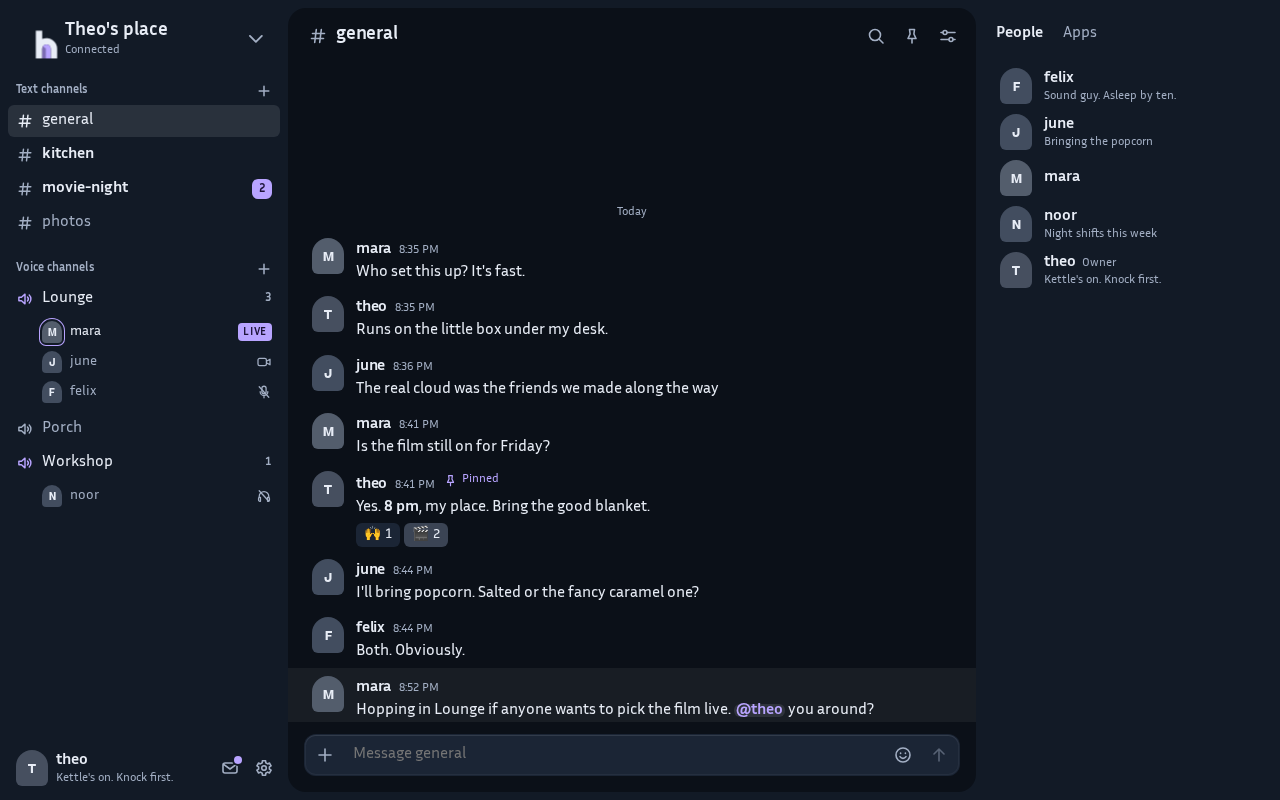 Theo's place
Connected
Text channels
general
kitchen
movie-night 2
photos
Voice channels
Lounge 3
M mara LIVE
J june
F felix
Porch
Workshop 1
N noor
T theo
Kettle's on. Knock first.
# general
Today
M mara 8:35 PM
Who set this up? It's fast.
T theo 8:35 PM
Runs on the little box under my desk.
J june 8:36 PM
The real cloud was the friends we made along the way
M mara 8:41 PM
Is the film still on for Friday?
T theo 8:41 PM Pinned
Yes. 8 pm, my place. Bring the good blanket.
🙌 1 🎬 2
J june 8:44 PM
I'll bring popcorn. Salted or the fancy caramel one?
F felix 8:44 PM
Both. Obviously.
M mara 8:52 PM
Hopping in Lounge if anyone wants to pick the film live. @theo you around?
Message general
People Apps
F felix
Sound guy. Asleep by ten.
J june
Bringing the popcorn
M mara
N noor
Night shifts this week
T theo Owner
Kettle's on. Knock first.